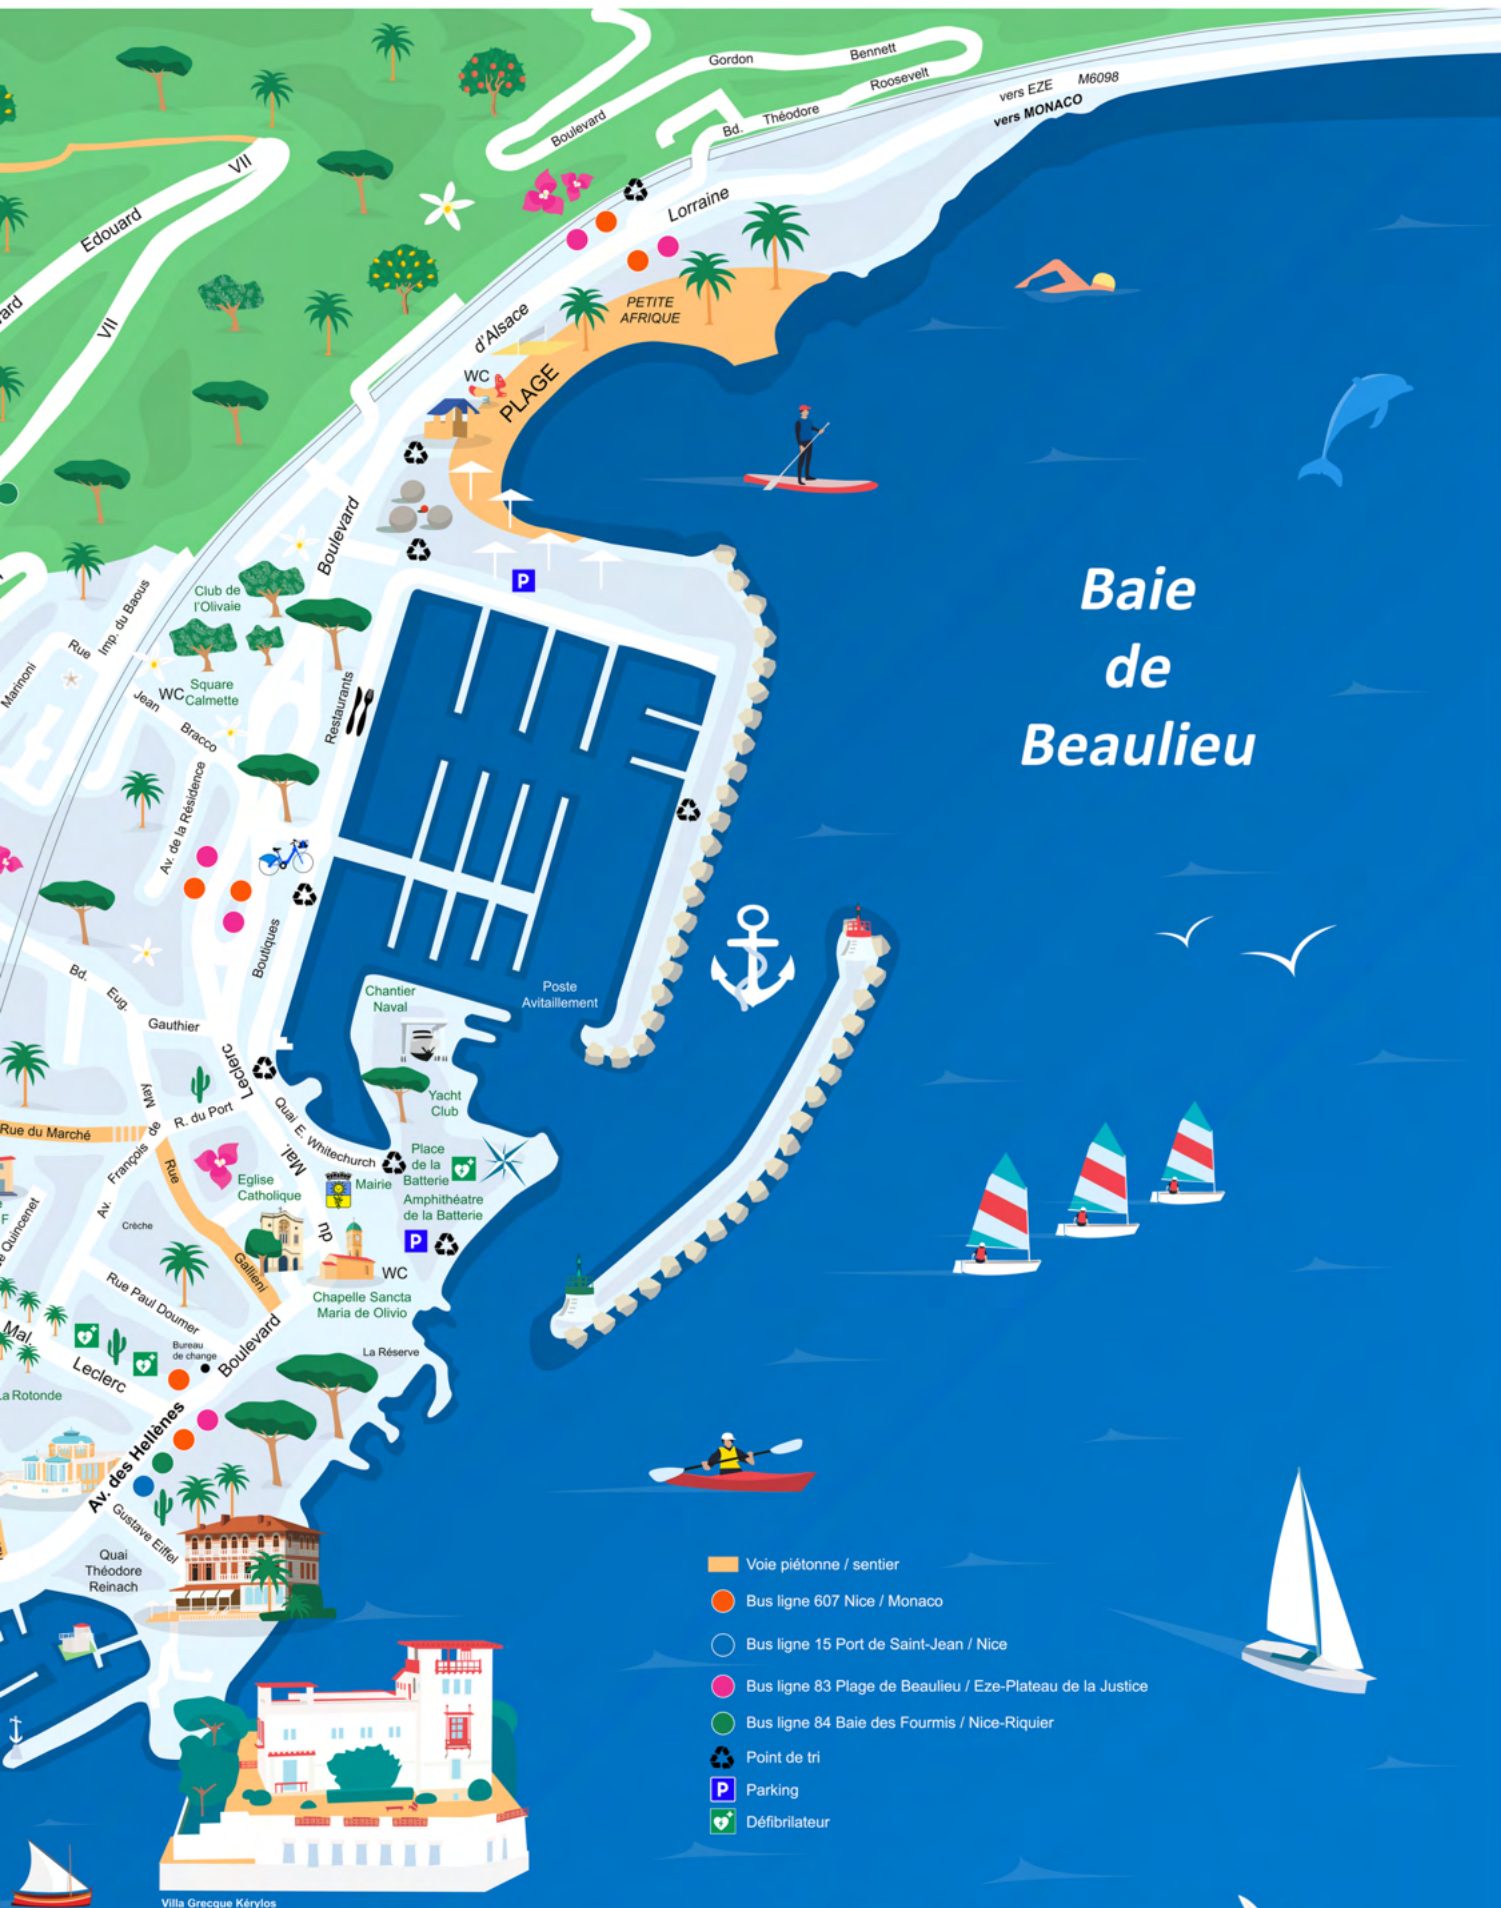 Gordon
Bennett
Boulevard
Bd.
Théodore
Roosevelt
vers EZE
M6098
vers MONACO
VII
Edouard
VII
Lorraine
d'Alsace
PETITE
AFRIQUE
WC
PLAGE
Boulevard
P
Club de
l'Olivaie
Imp. du Baous
Rue
Marinoni
Jean
Bracco
WC
Square
Calmette
Restaurants
Baie
de
Beaulieu
Av. de la Résidence
Boutiques
Bd.
Eug.
Gauthier
Leclerc
Chantier
Naval
Poste
Avitaillement
Yacht
Club
May
de
François
Av.
R. du Port
Rue du Marché
Quai E. Whitechurch
Mal.
du
Place
de la
Batterie
Mairie
Amphithéatre
de la Batterie
P
Rue
Gallieni
Eglise
Catholique
Crèche
Quincenet
WC
Chapelle Sancta
Maria de Olivio
Rue Paul Doumer
Bureau
de change
Boulevard
La Réserve
Mal.
Leclerc
La Rotonde
Av. des Hellènes
Gustave Eiffel
Quai
Théodore
Reinach
Voie piétonne / sentier
Bus ligne 607 Nice / Monaco
Bus ligne 15 Port de Saint-Jean / Nice
Bus ligne 83 Plage de Beaulieu / Eze-Plateau de la Justice
Bus ligne 84 Baie des Fourmis / Nice-Riquier
Point de tri
P
Parking
Défibrilateur
Villa Grecque Kérylos